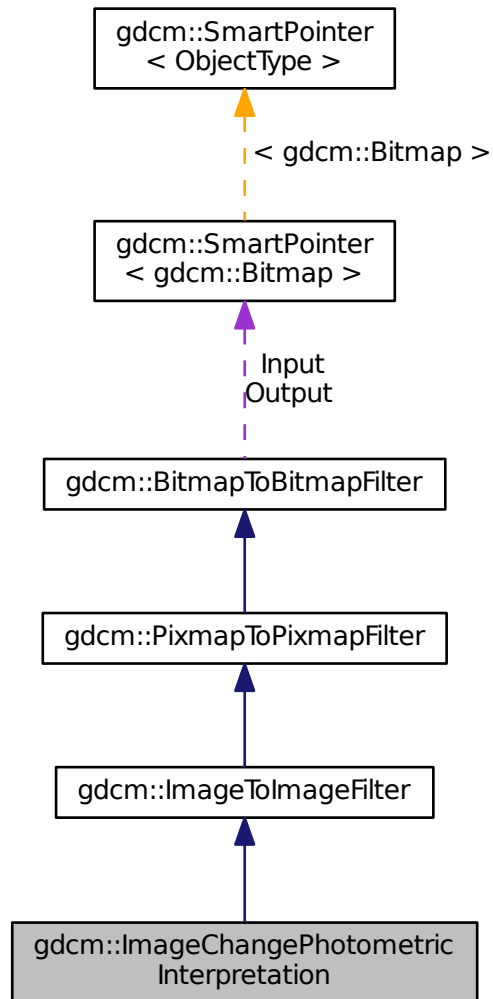 gdcm::SmartPointer
< ObjectType >
< gdcm::Bitmap >
gdcm::SmartPointer
< gdcm::Bitmap >
Input
Output
gdcm::BitmapToBitmapFilter
gdcm::PixmapToPixmapFilter
gdcm::ImageToImageFilter
gdcm::ImageChangePhotometric
Interpretation